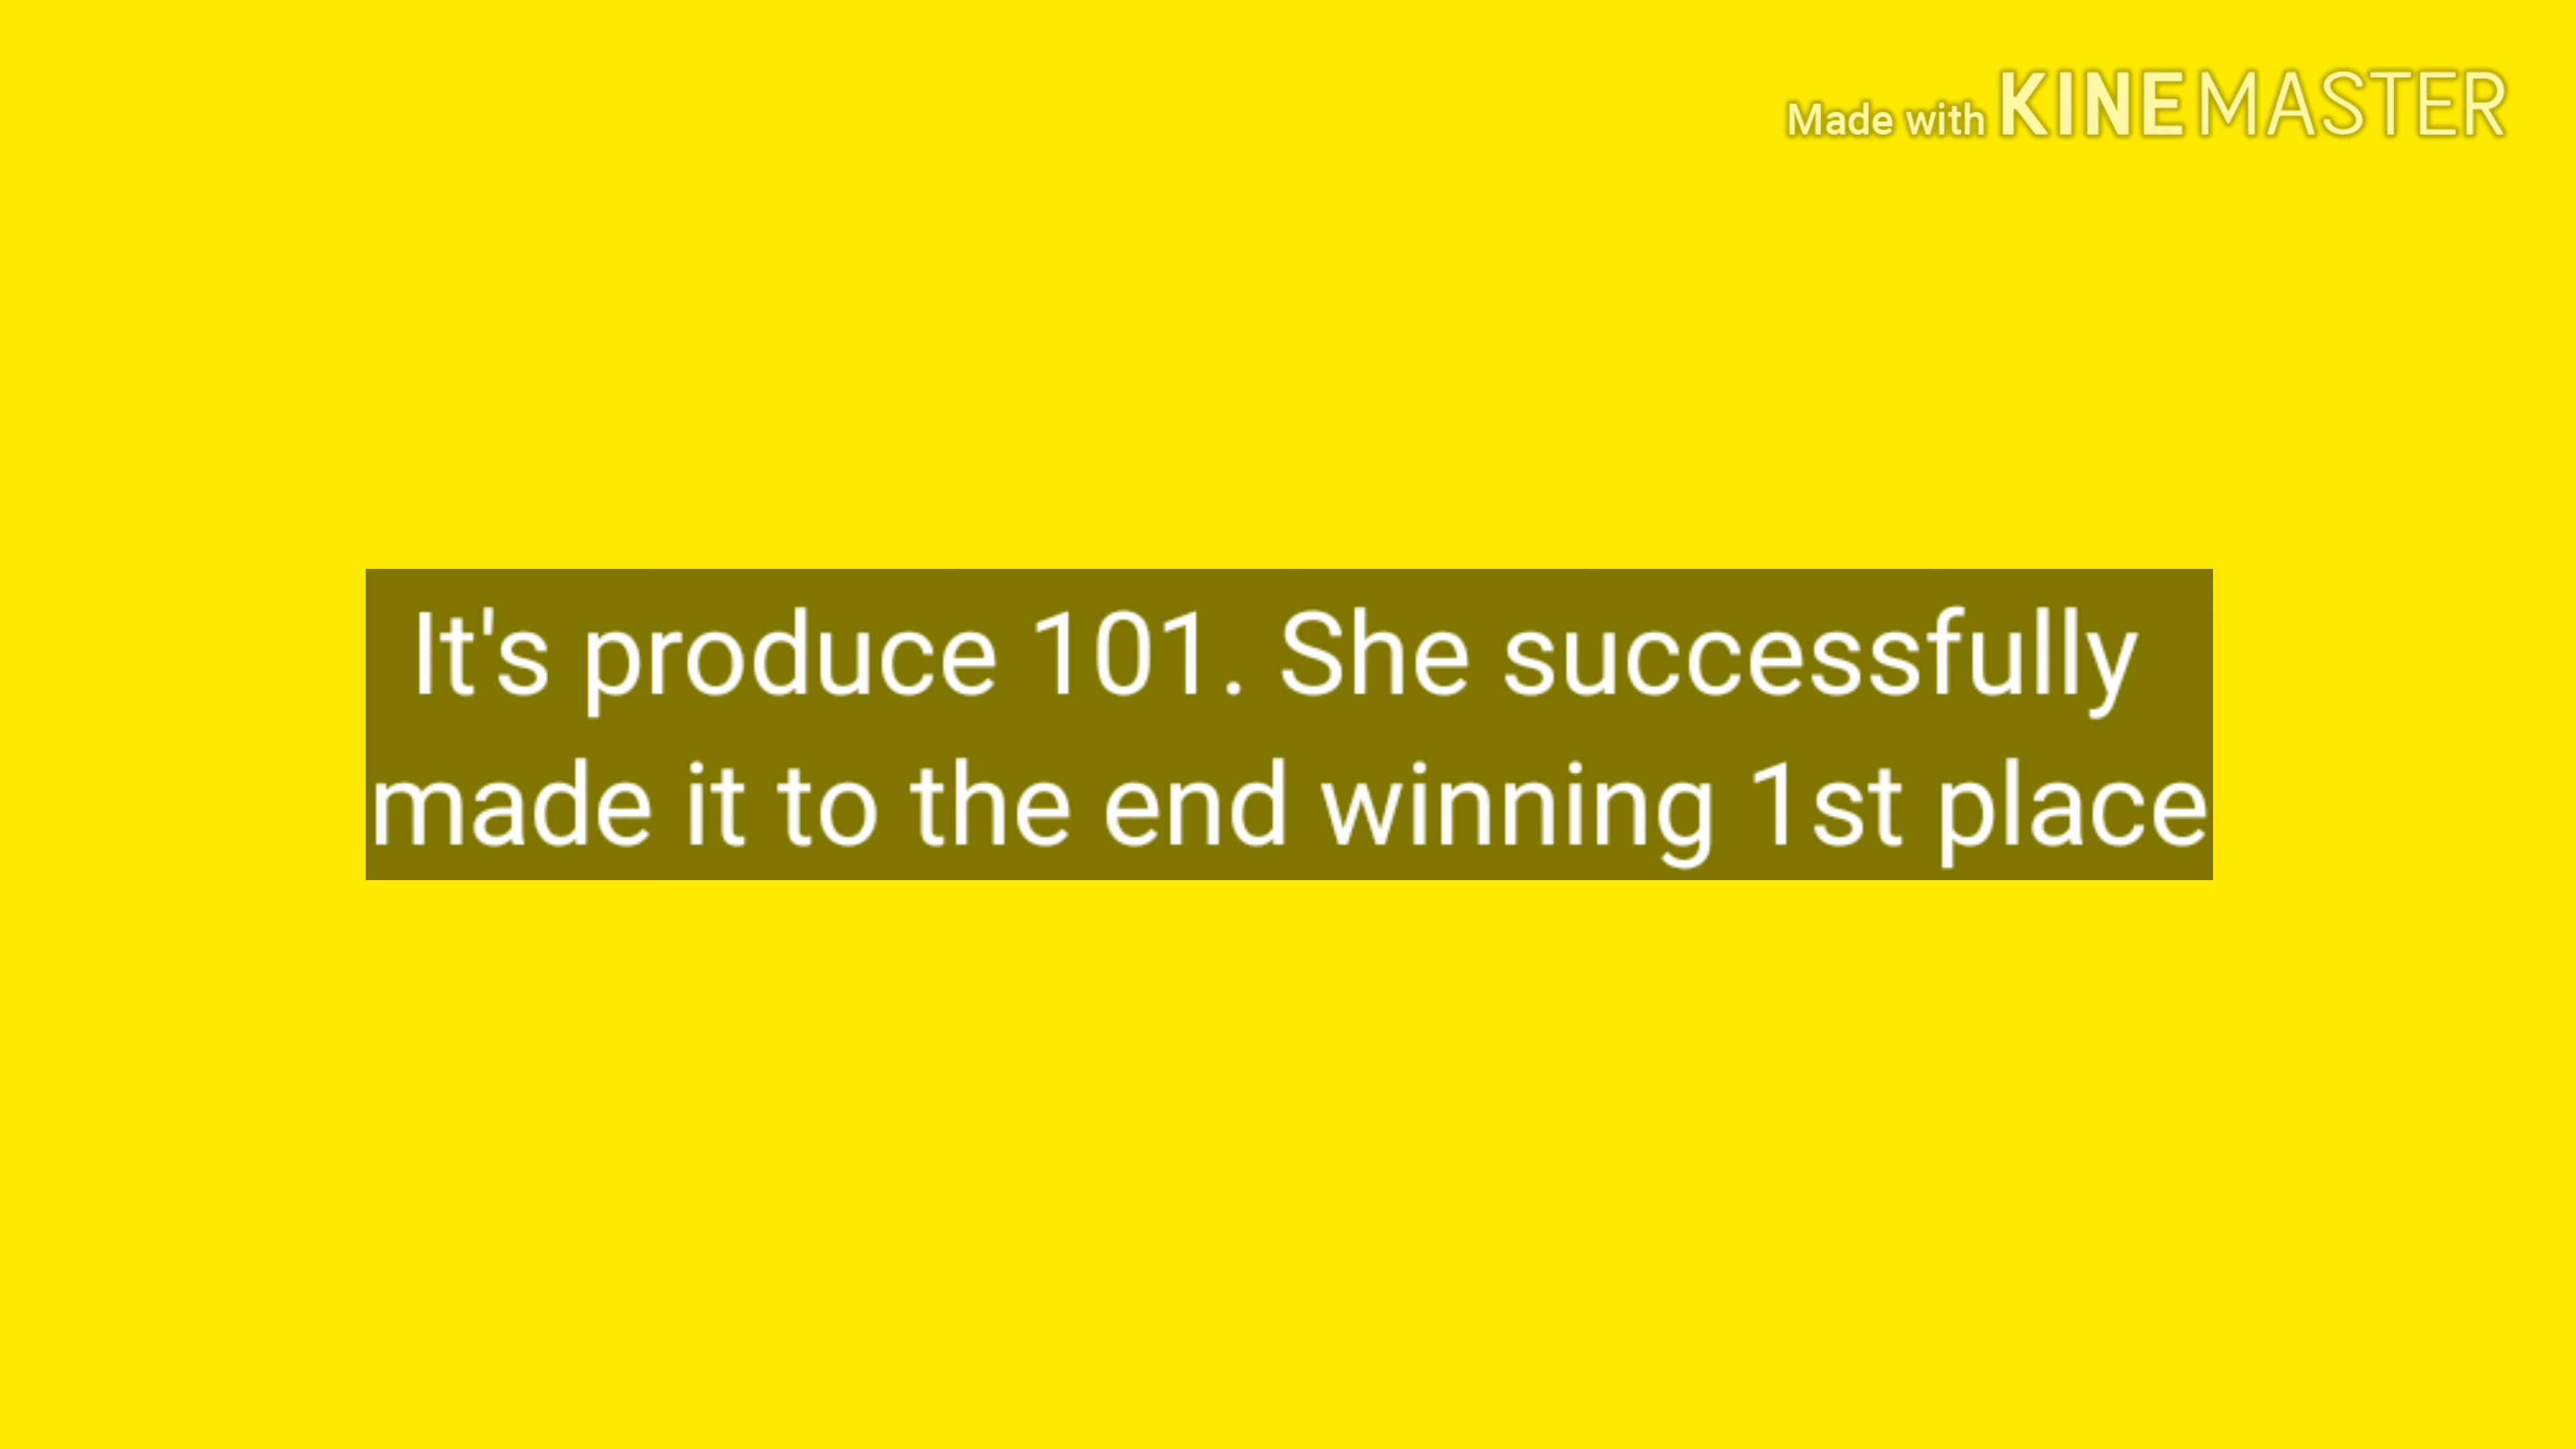 Made with KINEMASTER
It's produce 101. She successfully
made it to the end winning 1st place